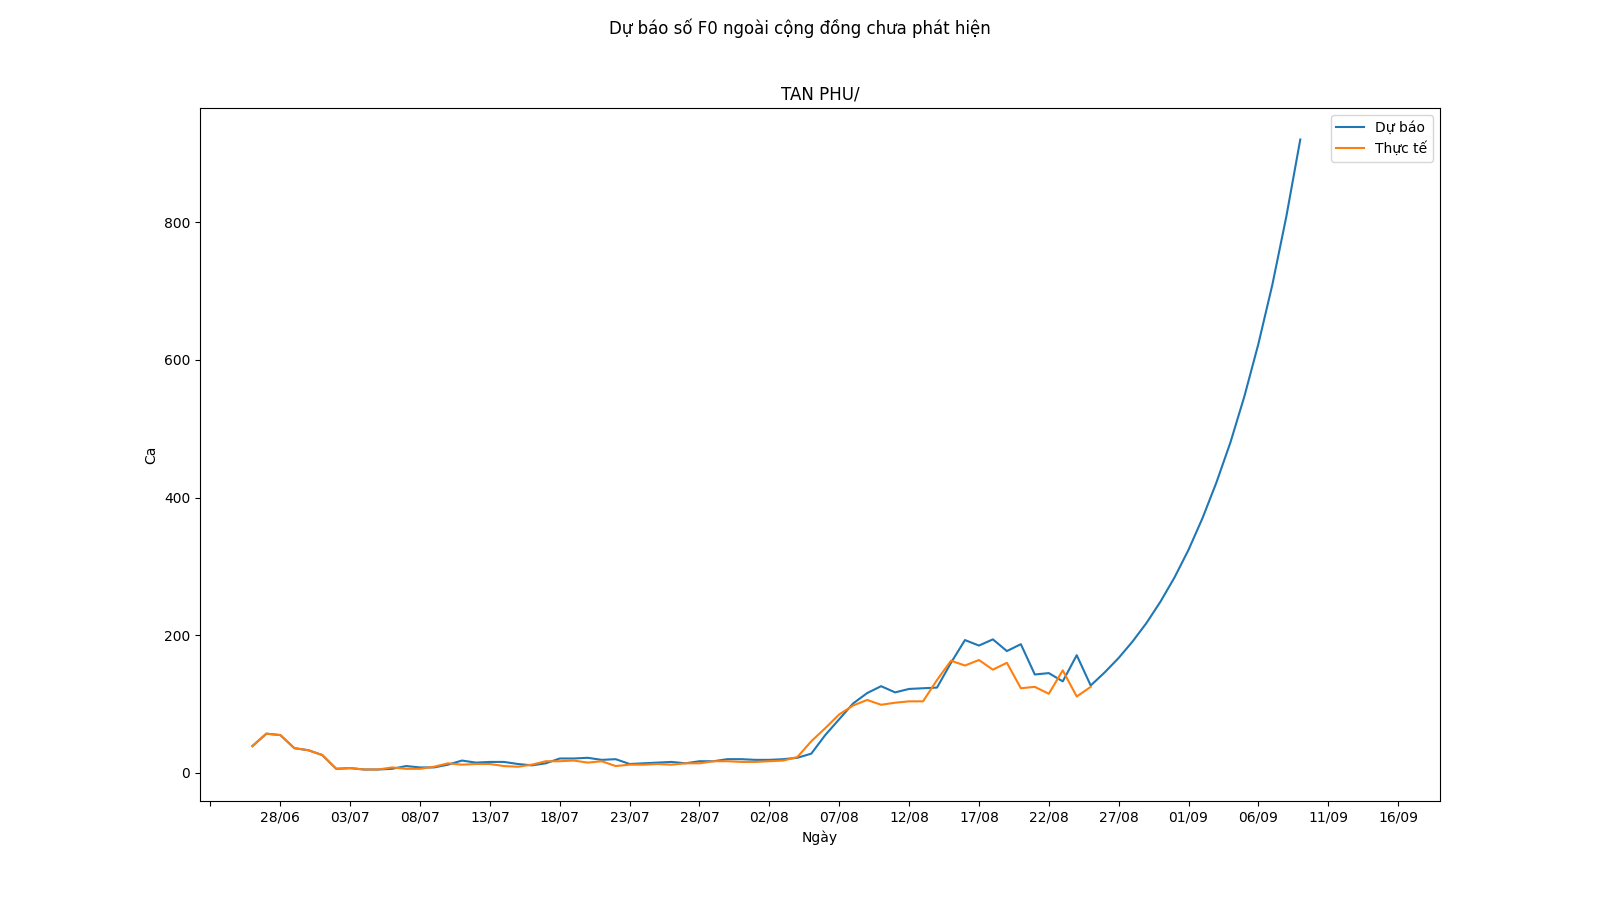 Dự báo số F0 ngoài cộng đồng chưa phát hiện
TAN PHU/
Dự báo
Thực tế
800
600
400
200
0
Ca
28/06 03/07 08/07 13/07 18/07 23/07 28/07 02/08 07/08 12/08 17/08 22/08 27/08 01/09 06/09 11/09 16/09
Ngày